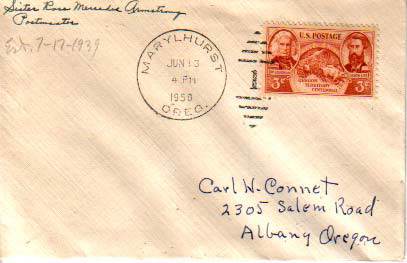 Sister Rose Mercedes Armstrong
Postmaster
Est. 7-17-1939
MARYLHURST
JUN 13
4 PM
1950
OREG.
U.S. POSTAGE
3¢ 3¢
OREGON
TERRITORY
CENTENNIAL
Carl W. Connet
2305 Salem Road
Albany Oregon